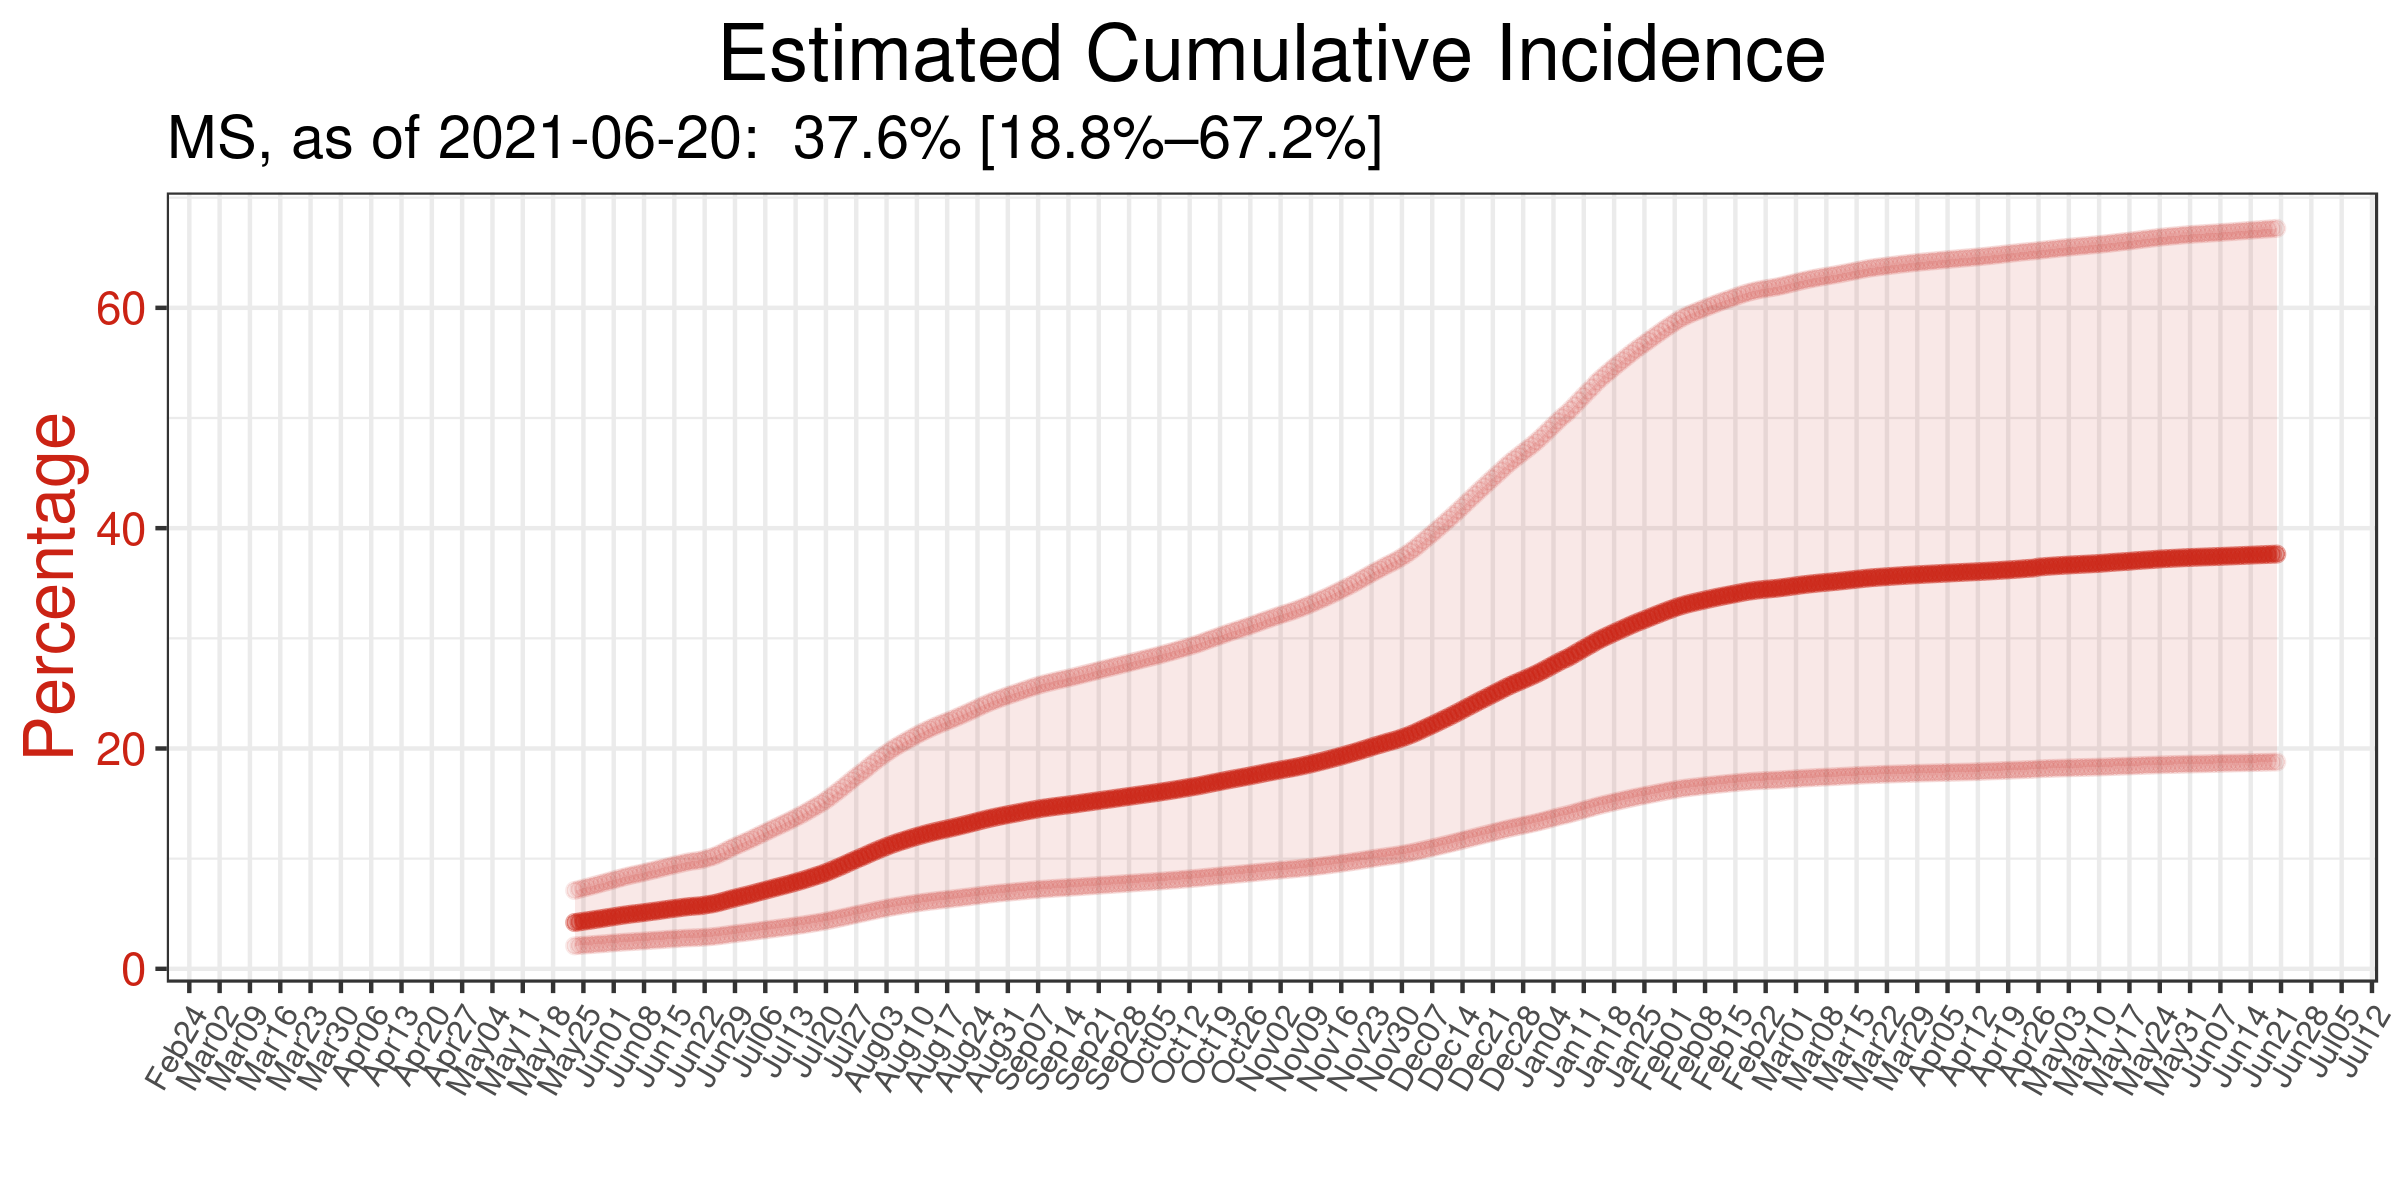 Estimated Cumulative Incidence
MS, as of 2021-06-20:  37.6% [18.8%–67.2%]
Percentage
60
40
20
0
Feb24
Mar02
Mar09
Mar16
Mar23
Mar30
Apr06
Apr13
Apr20
Apr27
May04
May11
May18
May25
Jun01
Jun08
Jun15
Jun22
Jun29
Jul06
Jul13
Jul20
Jul27
Aug03
Aug10
Aug17
Aug24
Aug31
Sep07
Sep14
Sep21
Sep28
Oct05
Oct12
Oct19
Oct26
Nov02
Nov09
Nov16
Nov23
Nov30
Dec07
Dec14
Dec21
Dec28
Jan04
Jan11
Jan18
Jan25
Feb01
Feb08
Feb15
Feb22
Mar01
Mar08
Mar15
Mar22
Mar29
Apr05
Apr12
Apr19
Apr26
May03
May10
May17
May24
May31
Jun07
Jun14
Jun21
Jun28
Jul05
Jul12